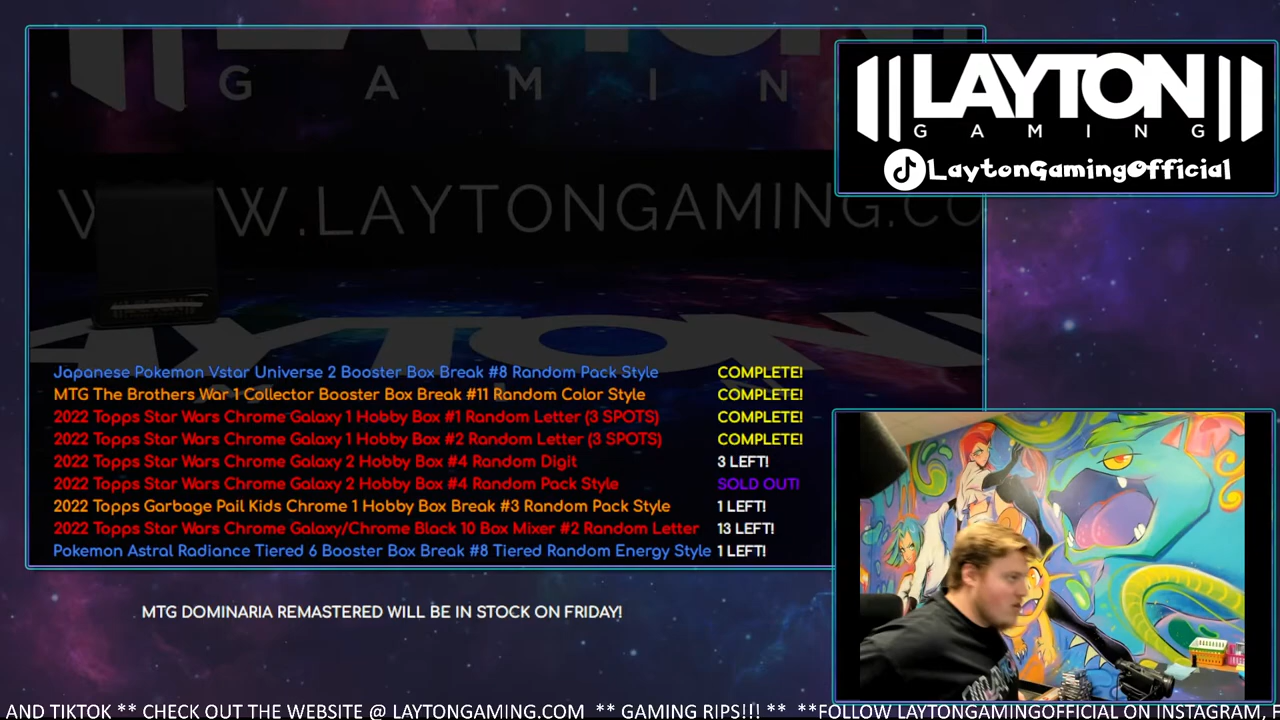 G A M I N
W.LAYTONGAMING.CO
LAYTON
GAMING
LaytonGamingOfficial
Japanese Pokemon Vstar Universe 2 Booster Box Break #8 Random Pack Style COMPLETE!
MTG The Brothers War 1 Collector Booster Box Break #11 Random Color Style COMPLETE!
2022 Topps Star Wars Chrome Galaxy 1 Hobby Box #1 Random Letter (3 SPOTS) COMPLETE!
2022 Topps Star Wars Chrome Galaxy 1 Hobby Box #2 Random Letter (3 SPOTS) COMPLETE!
2022 Topps Star Wars Chrome Galaxy 2 Hobby Box #4 Random Digit 3 LEFT!
2022 Topps Star Wars Chrome Galaxy 2 Hobby Box #4 Random Pack Style SOLD OUT!
2022 Topps Garbage Pail Kids Chrome 1 Hobby Box Break #3 Random Pack Style 1 LEFT!
2022 Topps Star Wars Chrome Galaxy/Chrome Black 10 Box Mixer #2 Random Letter 13 LEFT!
Pokemon Astral Radiance Tiered 6 Booster Box Break #8 Tiered Random Energy Style 1 LEFT!
MTG DOMINARIA REMASTERED WILL BE IN STOCK ON FRIDAY!
AND TIKTOK ** CHECK OUT THE WEBSITE @ LAYTONGAMING.COM ** GAMING RIPS!!! ** **FOLLOW LAYTONGAMINGOFFICIAL ON INSTAGRAM,